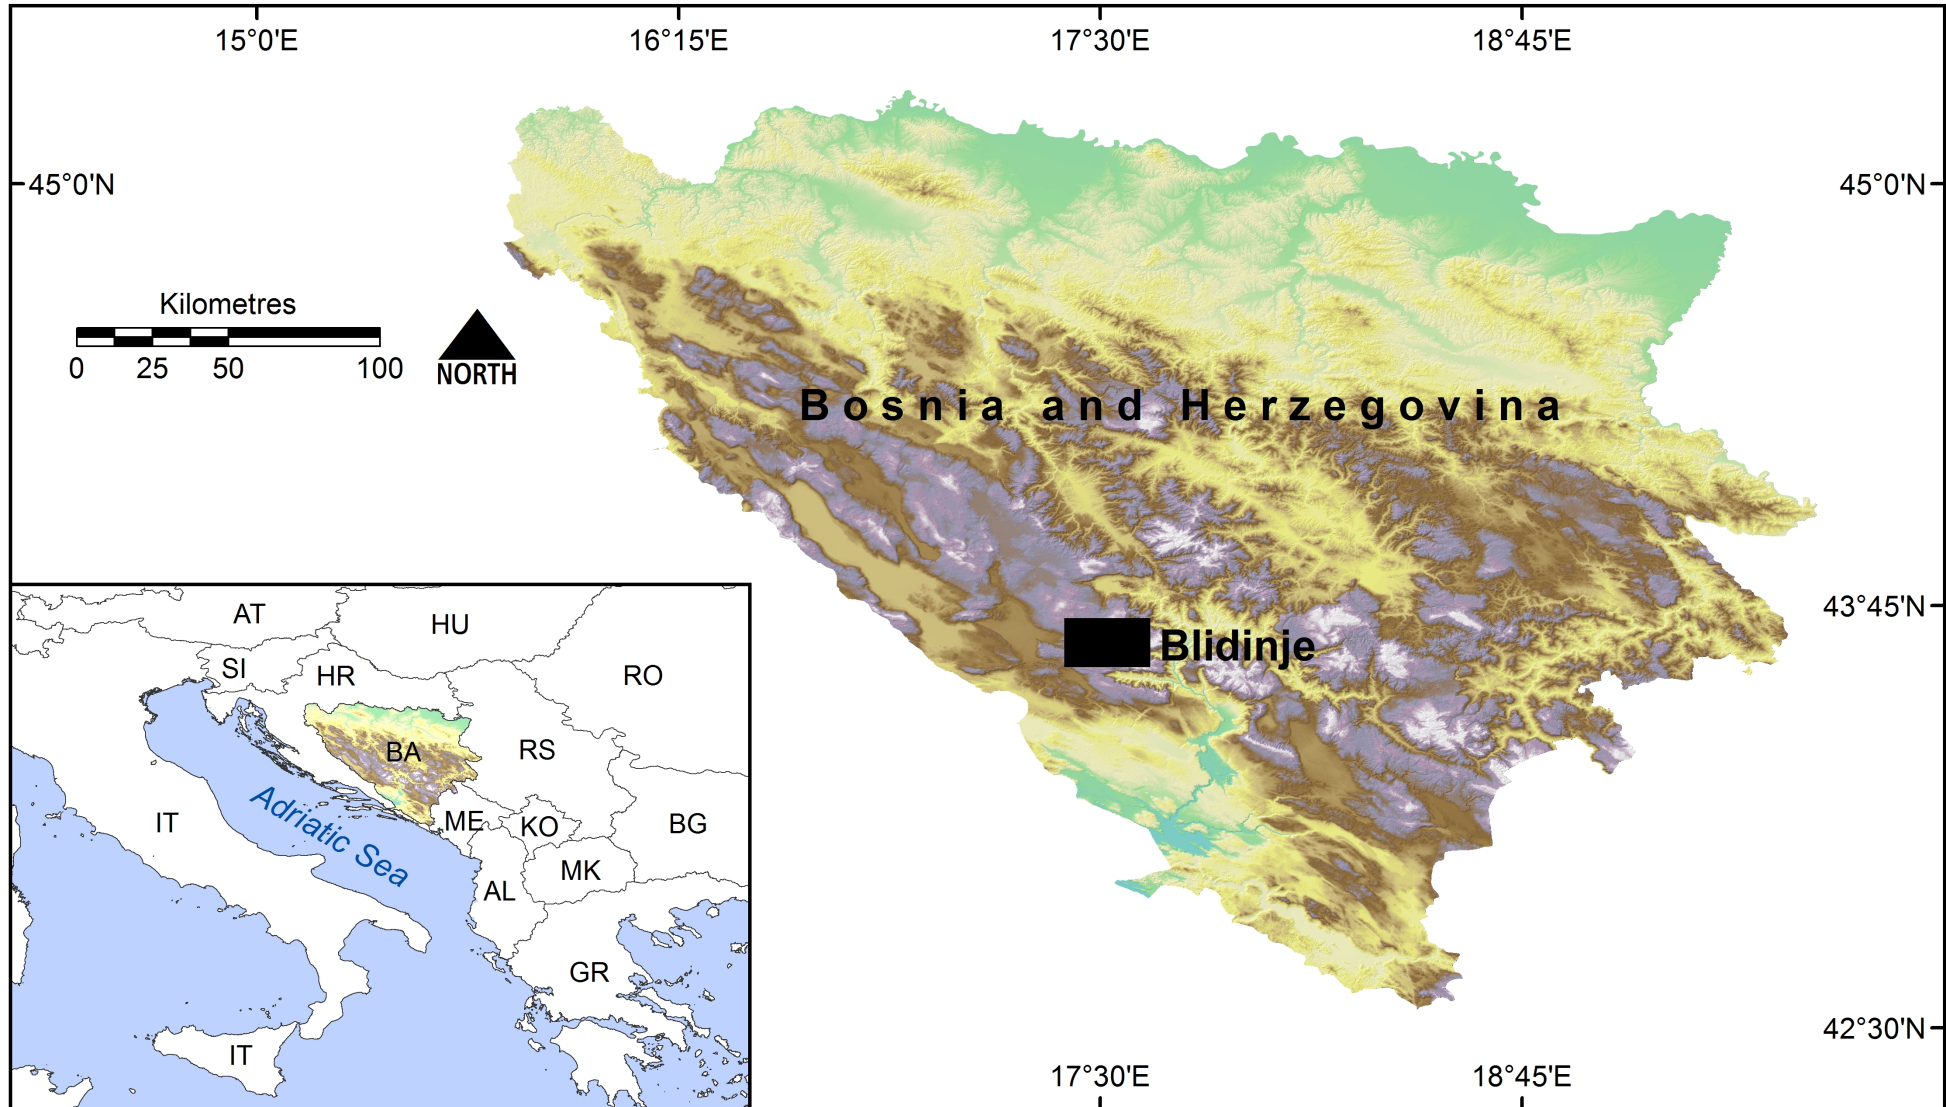 15°0'E 16°15'E 17°30'E 18°45'E
45°0'N 45°0'N
Kilometres
0 25 50 100
NORTH
Bosnia and Herzegovina
43°45'N
Blidinje
AT
HU
SI
HR
RO
BA
RS
IT
Adriatic Sea
ME
KO
BG
MK
AL
GR
IT
42°30'N
17°30'E 18°45'E